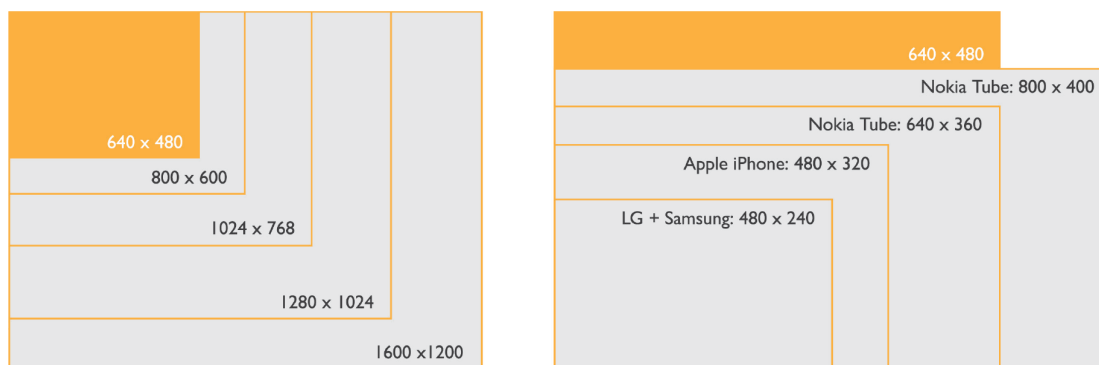 640 x 480
800 x 600
1024 x 768
1280 x 1024
1600 x1200
640 x 480
Nokia Tube: 800 x 400
Nokia Tube: 640 x 360
Apple iPhone: 480 x 320
LG + Samsung: 480 x 240